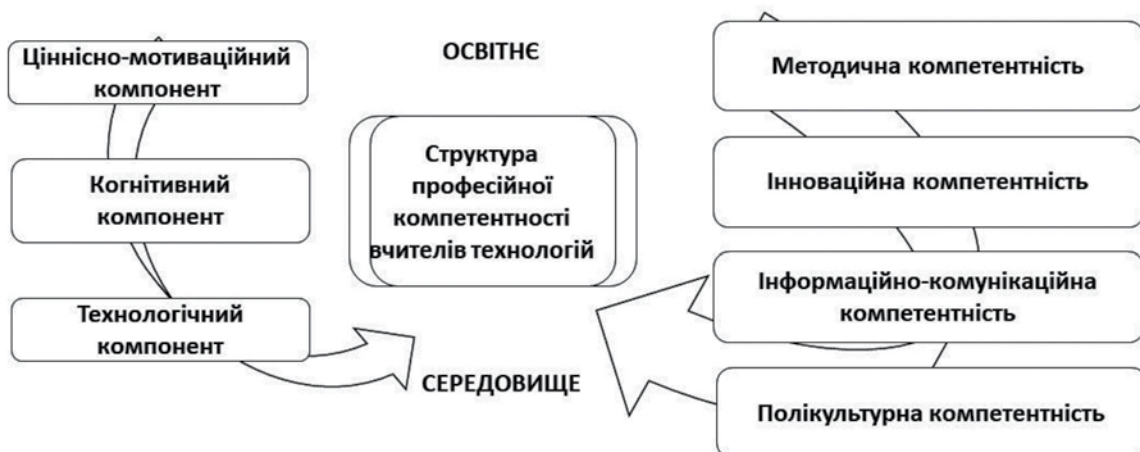 Ціннісно-мотиваційний
компонент
Когнітивний
компонент
Технологічний
компонент
ОСВІТНЄ
Структура
професійної
компетентності
вчителів технологій
СЕРЕДОВИЩЕ
Методична компетентність
Інноваційна компетентність
Інформаційно-комунікаційна
компетентність
Полікультурна компетентність